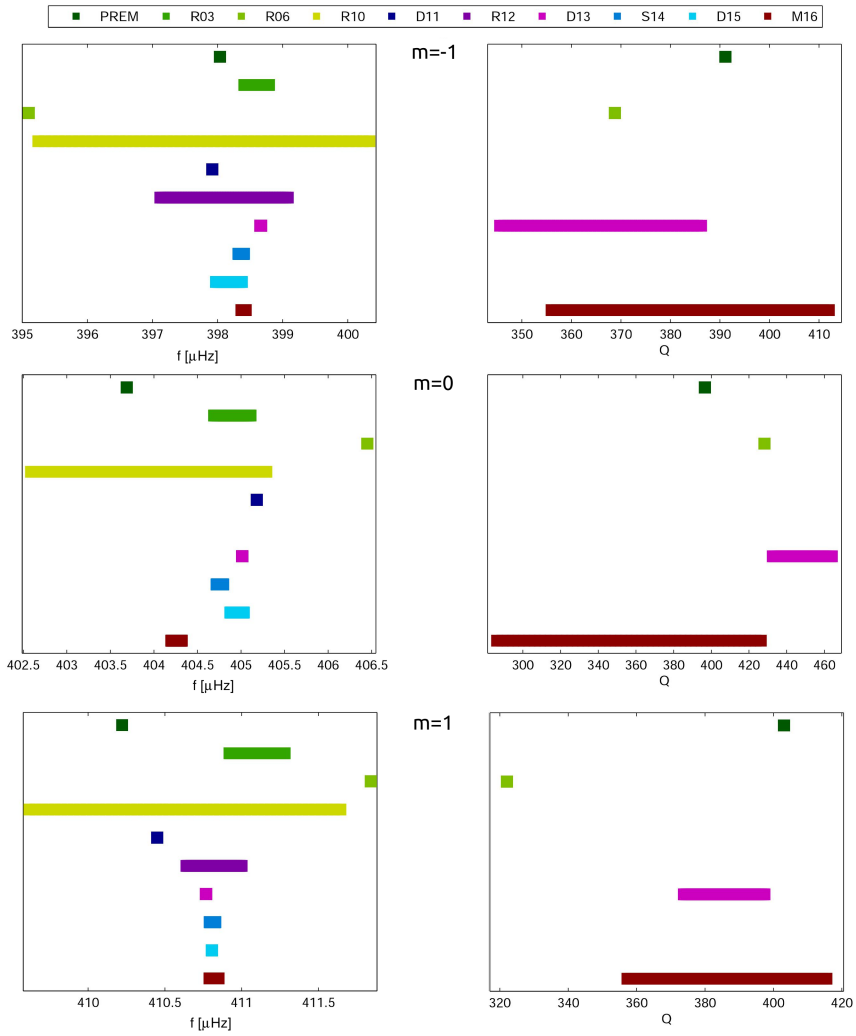 PREM R03 R06 R10 D11 R12 D13 S14 D15 M16
m=-1
395 396 397 398 399 400
f [μHz]
350 360 370 380 390 400 410
Q
m=0
402.5 403 403.5 404 404.5 405 405.5 406 406.5
f [μHz]
300 320 340 360 380 400 420 440 460
Q
m=1
410 410.5 411 411.5
f [μHz]
320 340 360 380 400 420
Q